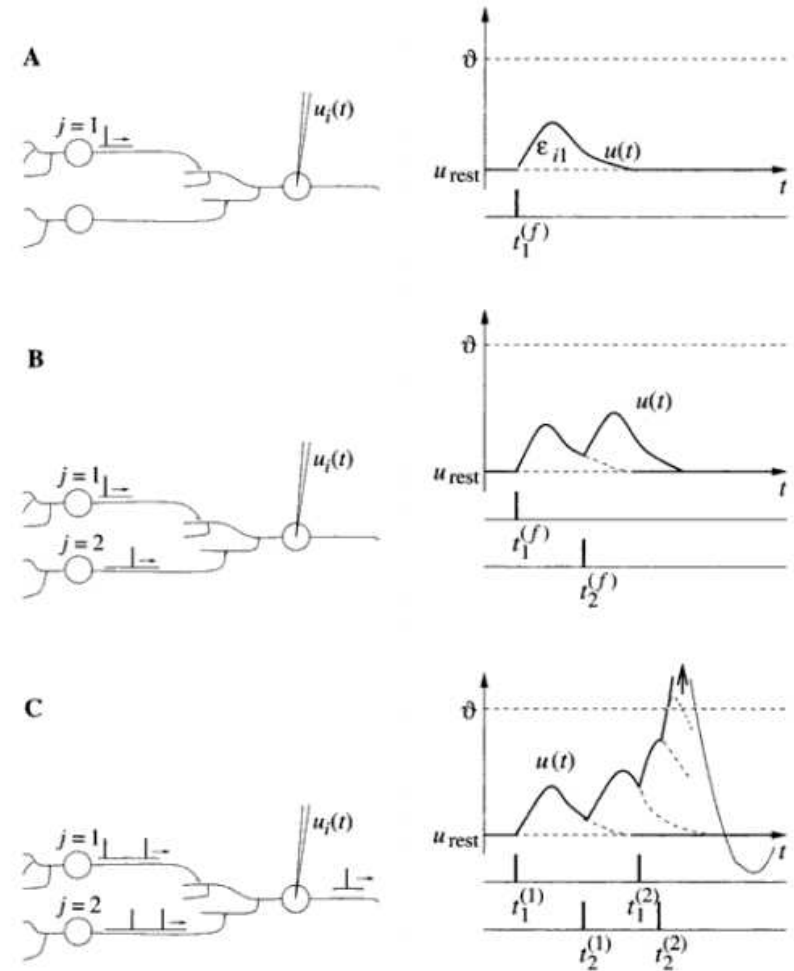 A
j = 1
u_i(t)
ϑ
ε_i1
u(t)
u_rest
t
t_1^(f)
B
j = 1
j = 2
u_i(t)
ϑ
u(t)
u_rest
t
t_1^(f)
t_2^(f)
C
j = 1
j = 2
u_i(t)
ϑ
u(t)
u_rest
t
t_1^(1) t_1^(2)
t_2^(1) t_2^(2)